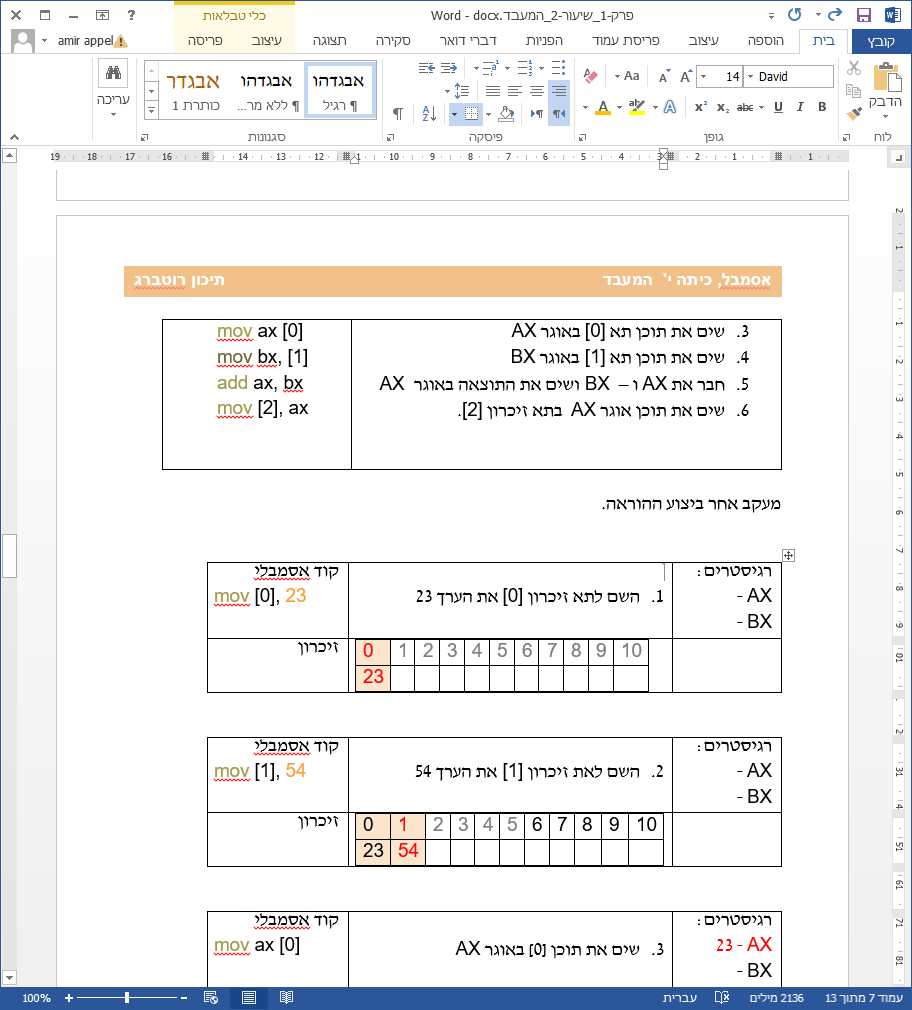 פרק-1_שיעור-2_המעבד.docx - Word
כלי טבלאות
קובץ
בית
הוספה
עיצוב
פריסת עמוד
הפניות
דברי דואר
סקירה
תצוגה
עיצוב
פריסה
amir appel
הדבק
לוח
David
14
B I U abc x₂ x²
Aa
גופן
פיסקה
אבגדהו
רגיל ¶
אבגדהו
¶ ללא מר...
אבגדר
כותרת 1
סגנונות
עריכה
אסמבל, כיתה י' המעבד
תיכון רוטברג
3. שים את תוכן תא [0] באוגר AX
4. שים את תוכן תא [1] באוגר BX
5. חבר את AX ו – BX ושים את התוצאה באוגר AX
6. שים את תוכן אוגר AX בתא זיכרון [2].
mov ax [0]
mov bx, [1]
add ax, bx
mov [2], ax
מעקב אחר ביצוע ההוראה.
רגיסטרים:
AX -
BX -
1. השם לתא זיכרון [0] את הערך 23
קוד אסמבלי
mov [0], 23
זיכרון
0 1 2 3 4 5 6 7 8 9 10
23
רגיסטרים:
AX -
BX -
2. השם לאת זיכרון [1] את הערך 54
קוד אסמבלי
mov [1], 54
זיכרון
0 1 2 3 4 5 6 7 8 9 10
23 54
רגיסטרים:
AX - 23
BX -
3. שים את תוכן [0] באוגר AX
קוד אסמבלי
mov ax [0]
עמוד 7 מתוך 13
2136 מילים
עברית
100%